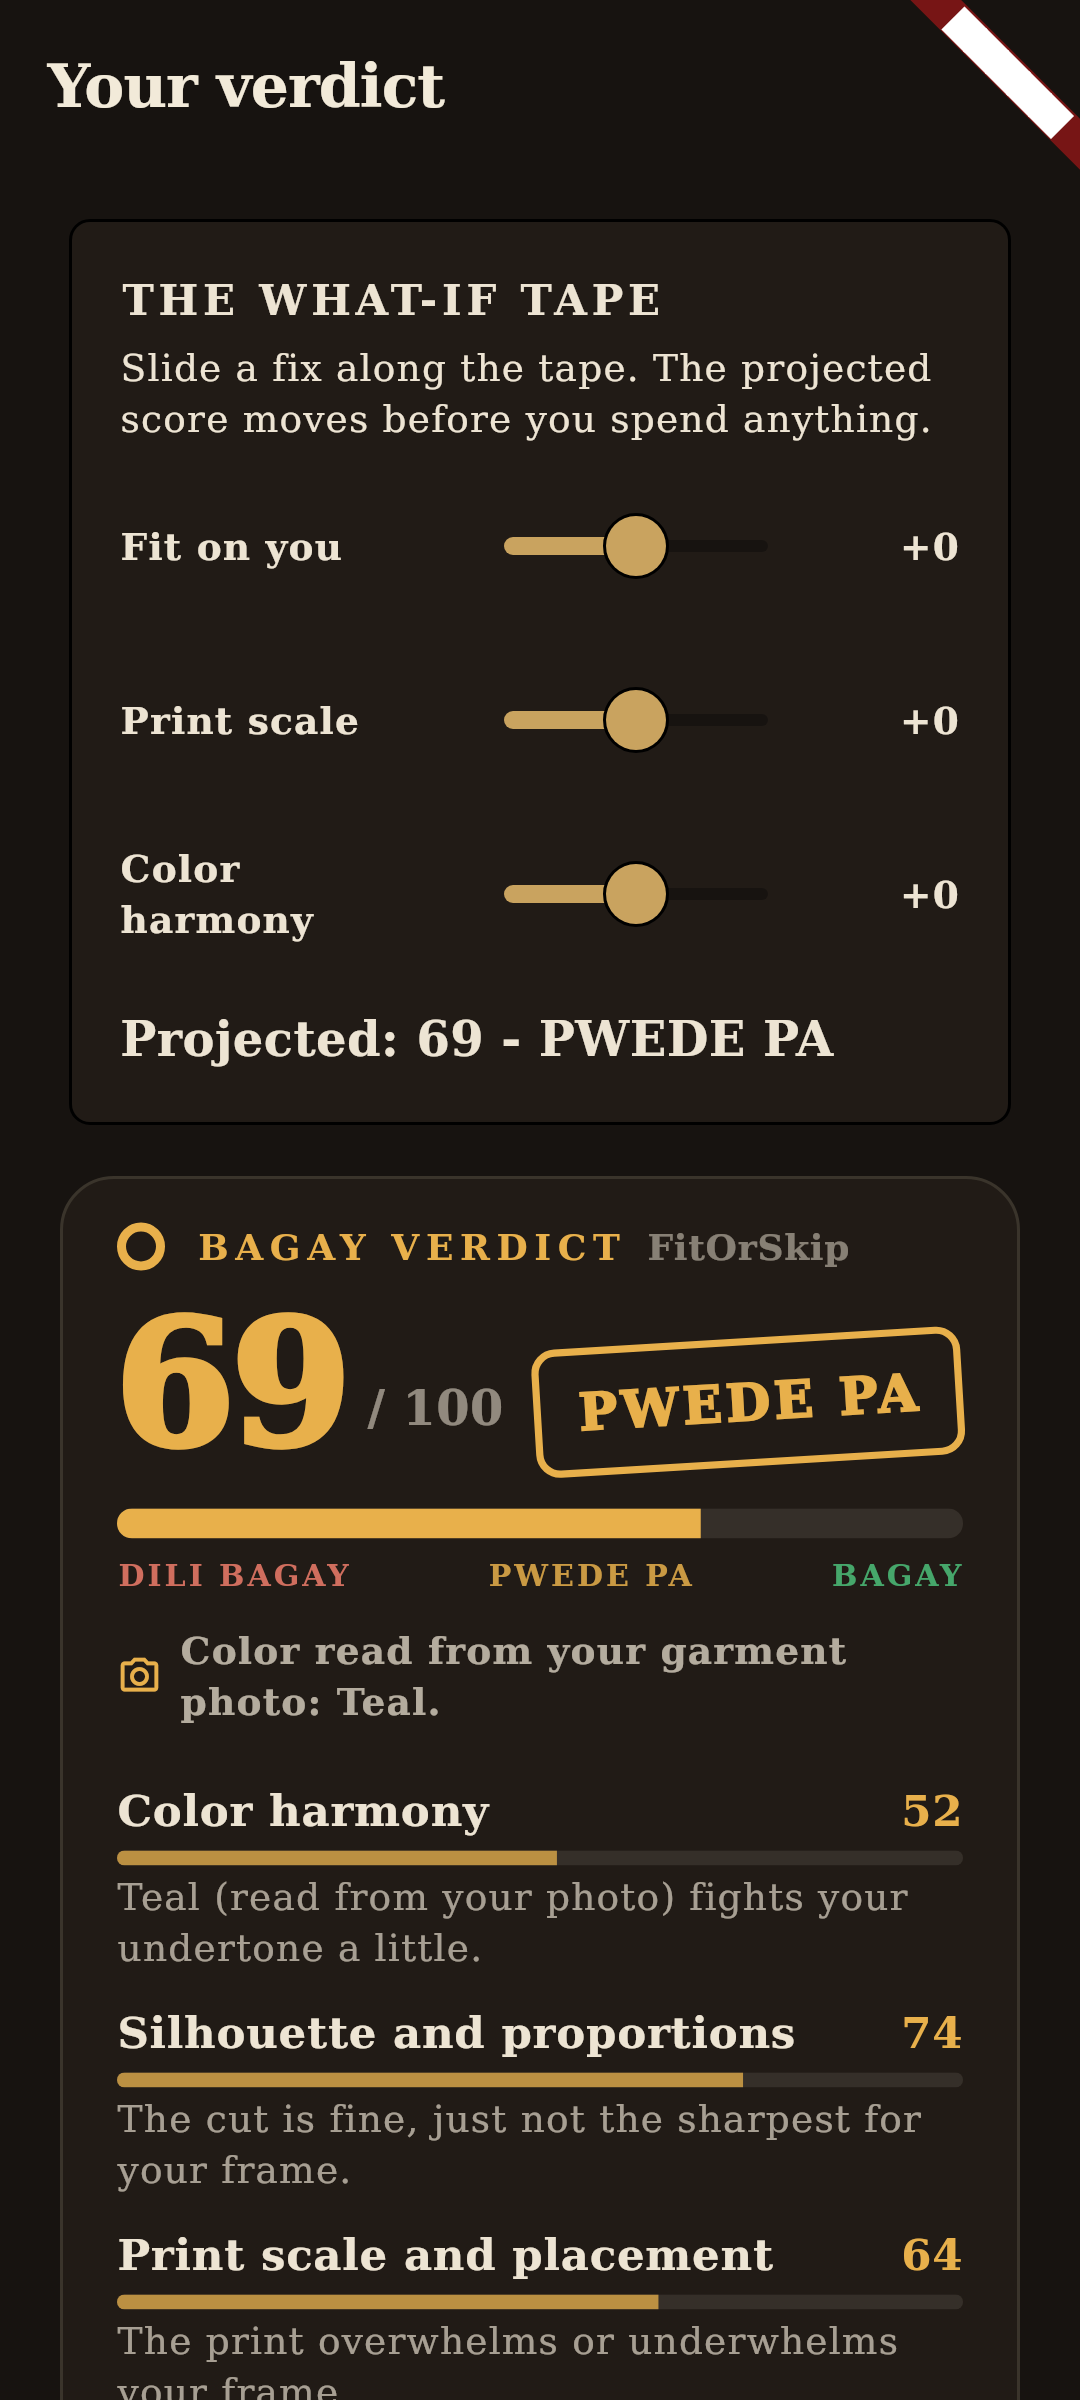 Your verdict
THE WHAT-IF TAPE
Slide a fix along the tape. The projected
score moves before you spend anything.
Fit on you +0
Print scale +0
Color
harmony +0
Projected: 69 - PWEDE PA
BAGAY VERDICT FitOrSkip
69 / 100 PWEDE PA
DILI BAGAY PWEDE PA BAGAY
Color read from your garment
photo: Teal.
Color harmony 52
Teal (read from your photo) fights your
undertone a little.
Silhouette and proportions 74
The cut is fine, just not the sharpest for
your frame.
Print scale and placement 64
The print overwhelms or underwhelms
your frame